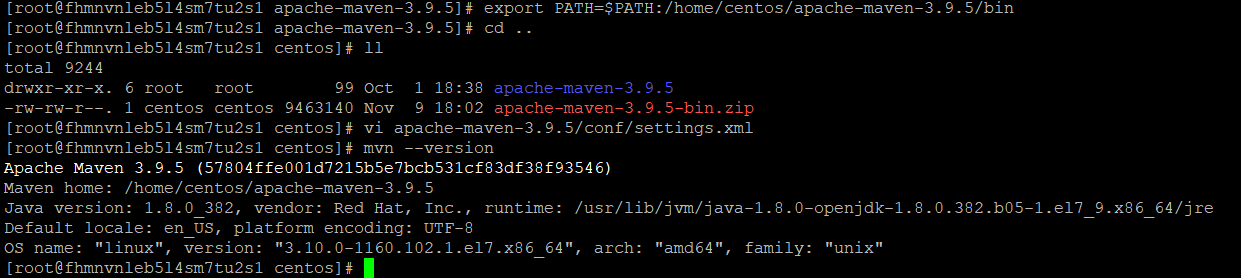 [root@fhmnvnleb5l4sm7tu2s1 apache-maven-3.9.5]# export PATH=$PATH:/home/centos/apache-maven-3.9.5/bin
[root@fhmnvnleb5l4sm7tu2s1 apache-maven-3.9.5]# cd ..
[root@fhmnvnleb5l4sm7tu2s1 centos]# ll
total 9244
drwxr-xr-x. 6 root   root        99 Oct  1 18:38 apache-maven-3.9.5
-rw-rw-r--. 1 centos centos 9463140 Nov  9 18:02 apache-maven-3.9.5-bin.zip
[root@fhmnvnleb5l4sm7tu2s1 centos]# vi apache-maven-3.9.5/conf/settings.xml
[root@fhmnvnleb5l4sm7tu2s1 centos]# mvn --version
Apache Maven 3.9.5 (57804ffe001d7215b5e7bcb531cf83df38f93546)
Maven home: /home/centos/apache-maven-3.9.5
Java version: 1.8.0_382, vendor: Red Hat, Inc., runtime: /usr/lib/jvm/java-1.8.0-openjdk-1.8.0.382.b05-1.el7_9.x86_64/jre
Default locale: en_US, platform encoding: UTF-8
OS name: "linux", version: "3.10.0-1160.102.1.el7.x86_64", arch: "amd64", family: "unix"
[root@fhmnvnleb5l4sm7tu2s1 centos]#